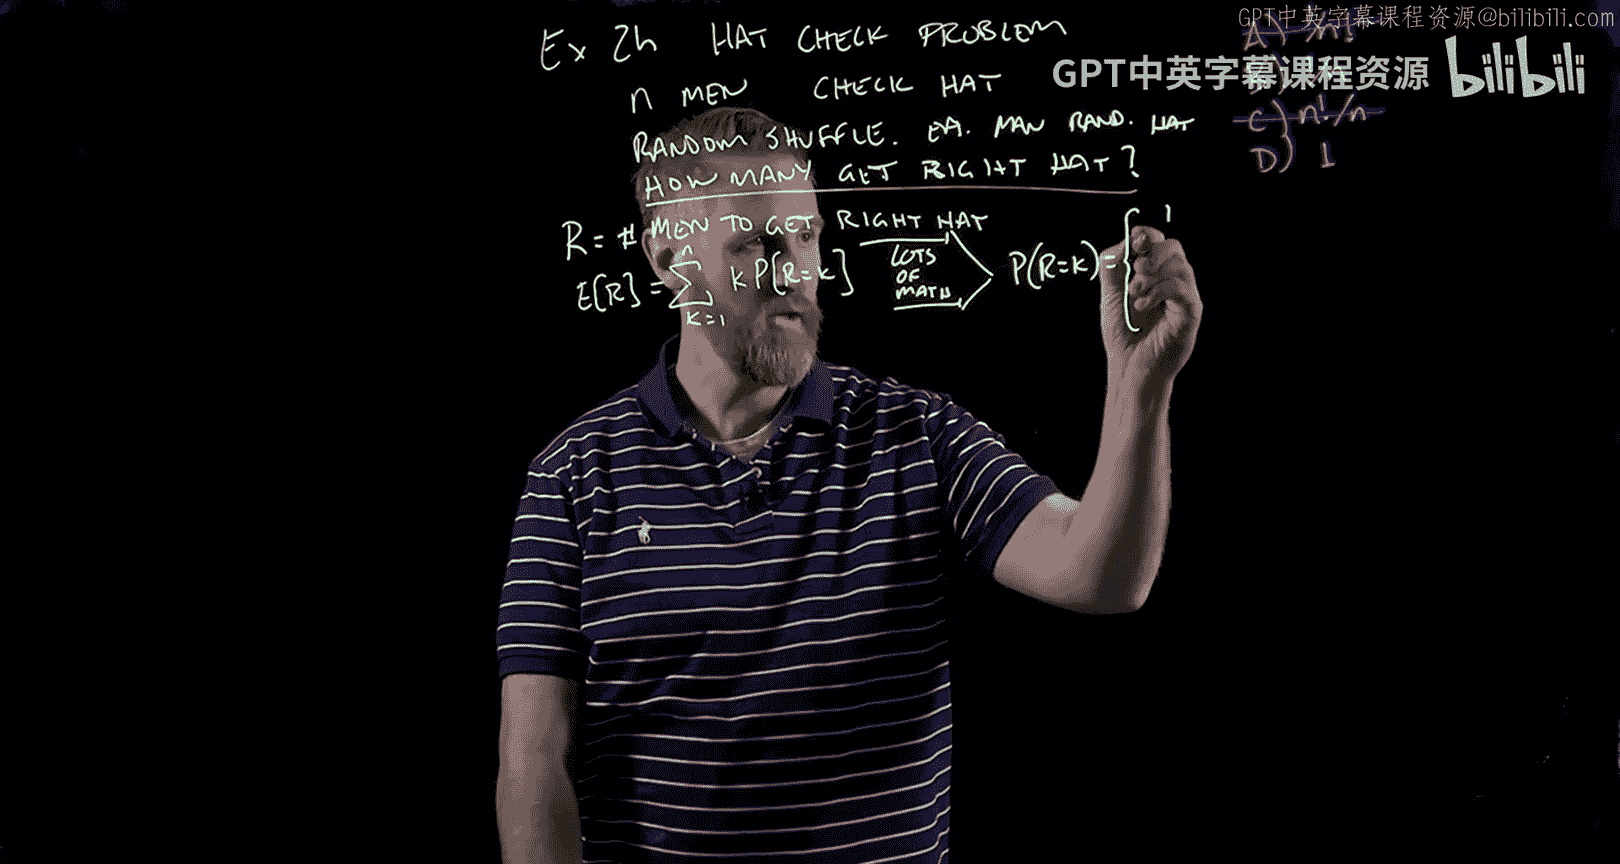 GPT中英字幕课程资源@bilibili.com
GPT中英字幕课程资源 bilibili
Ex 2h HAT CHECK PROBLEM
n MEN CHECK HAT
RANDOM SHUFFLE. EA. MAN RAND. HAT
HOW MANY GET RIGHT HAT?
A) n!
C) n!/n
D) 1
R = # MEN TO GET RIGHT HAT
E[R] = n ∑ k=1 K P[R=K] LOTS OF MATH P(R=K) = { 1